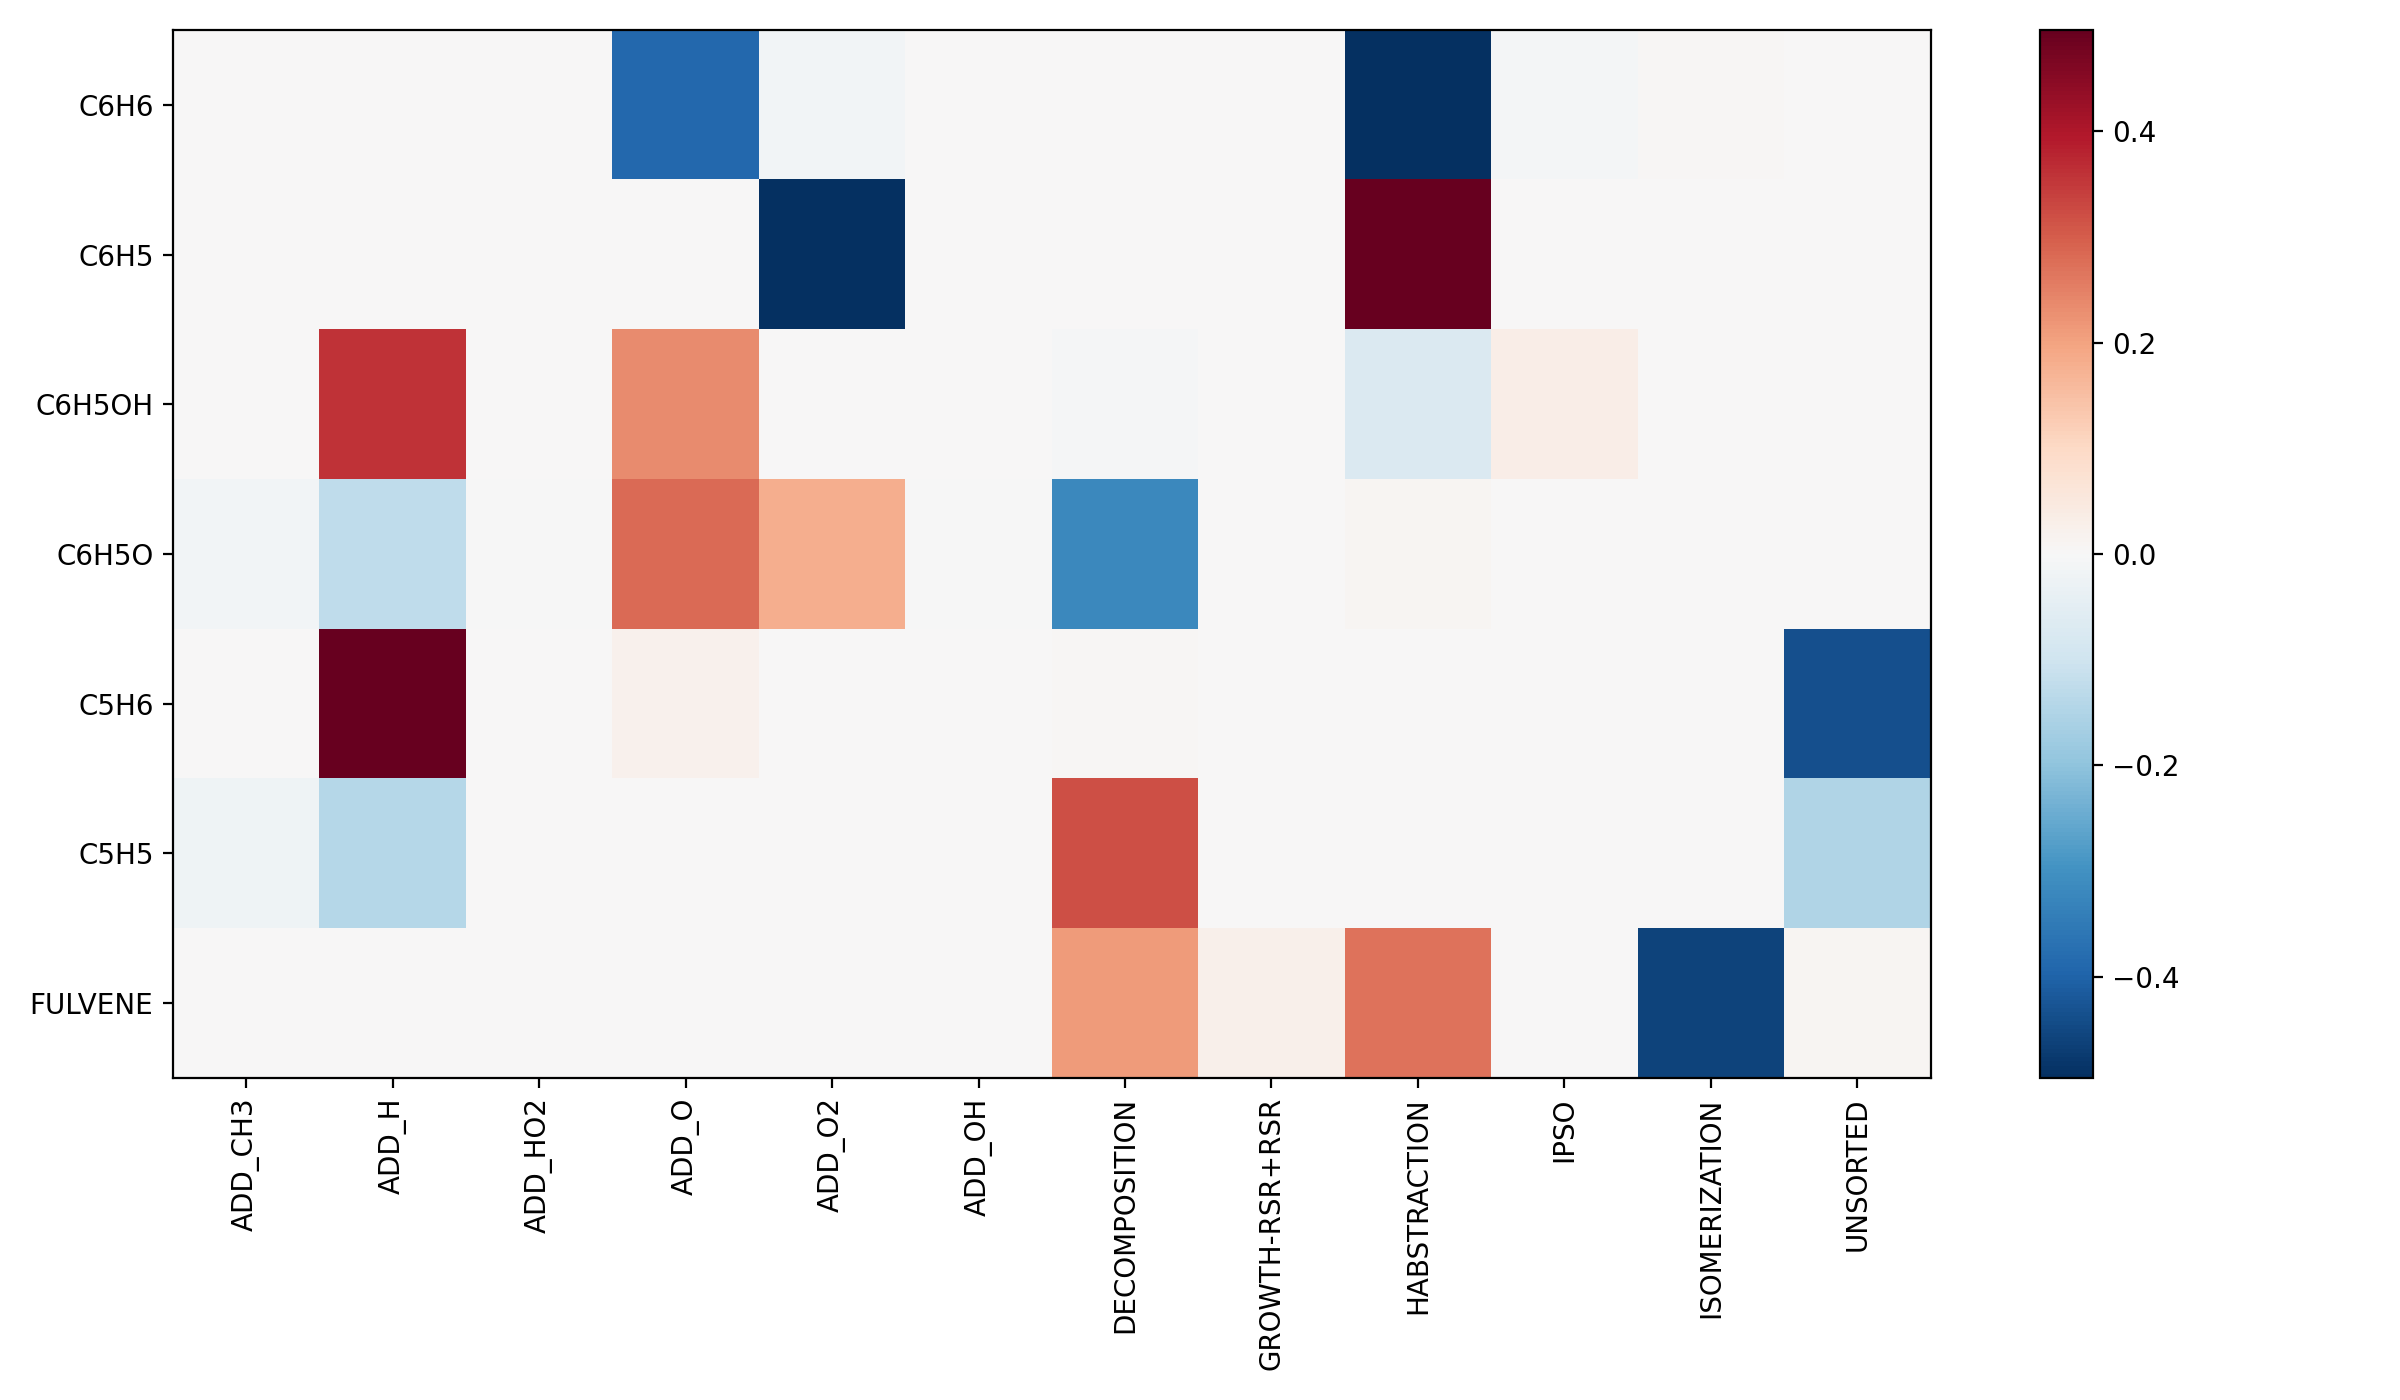 C6H6
C6H5
C6H5OH
C6H5O
C5H6
C5H5
FULVENE
ADD_CH3
ADD_H
ADD_HO2
ADD_O
ADD_O2
ADD_OH
DECOMPOSITION
GROWTH-RSR+RSR
HABSTRACTION
IPSO
ISOMERIZATION
UNSORTED
0.4
0.2
0.0
−0.2
−0.4